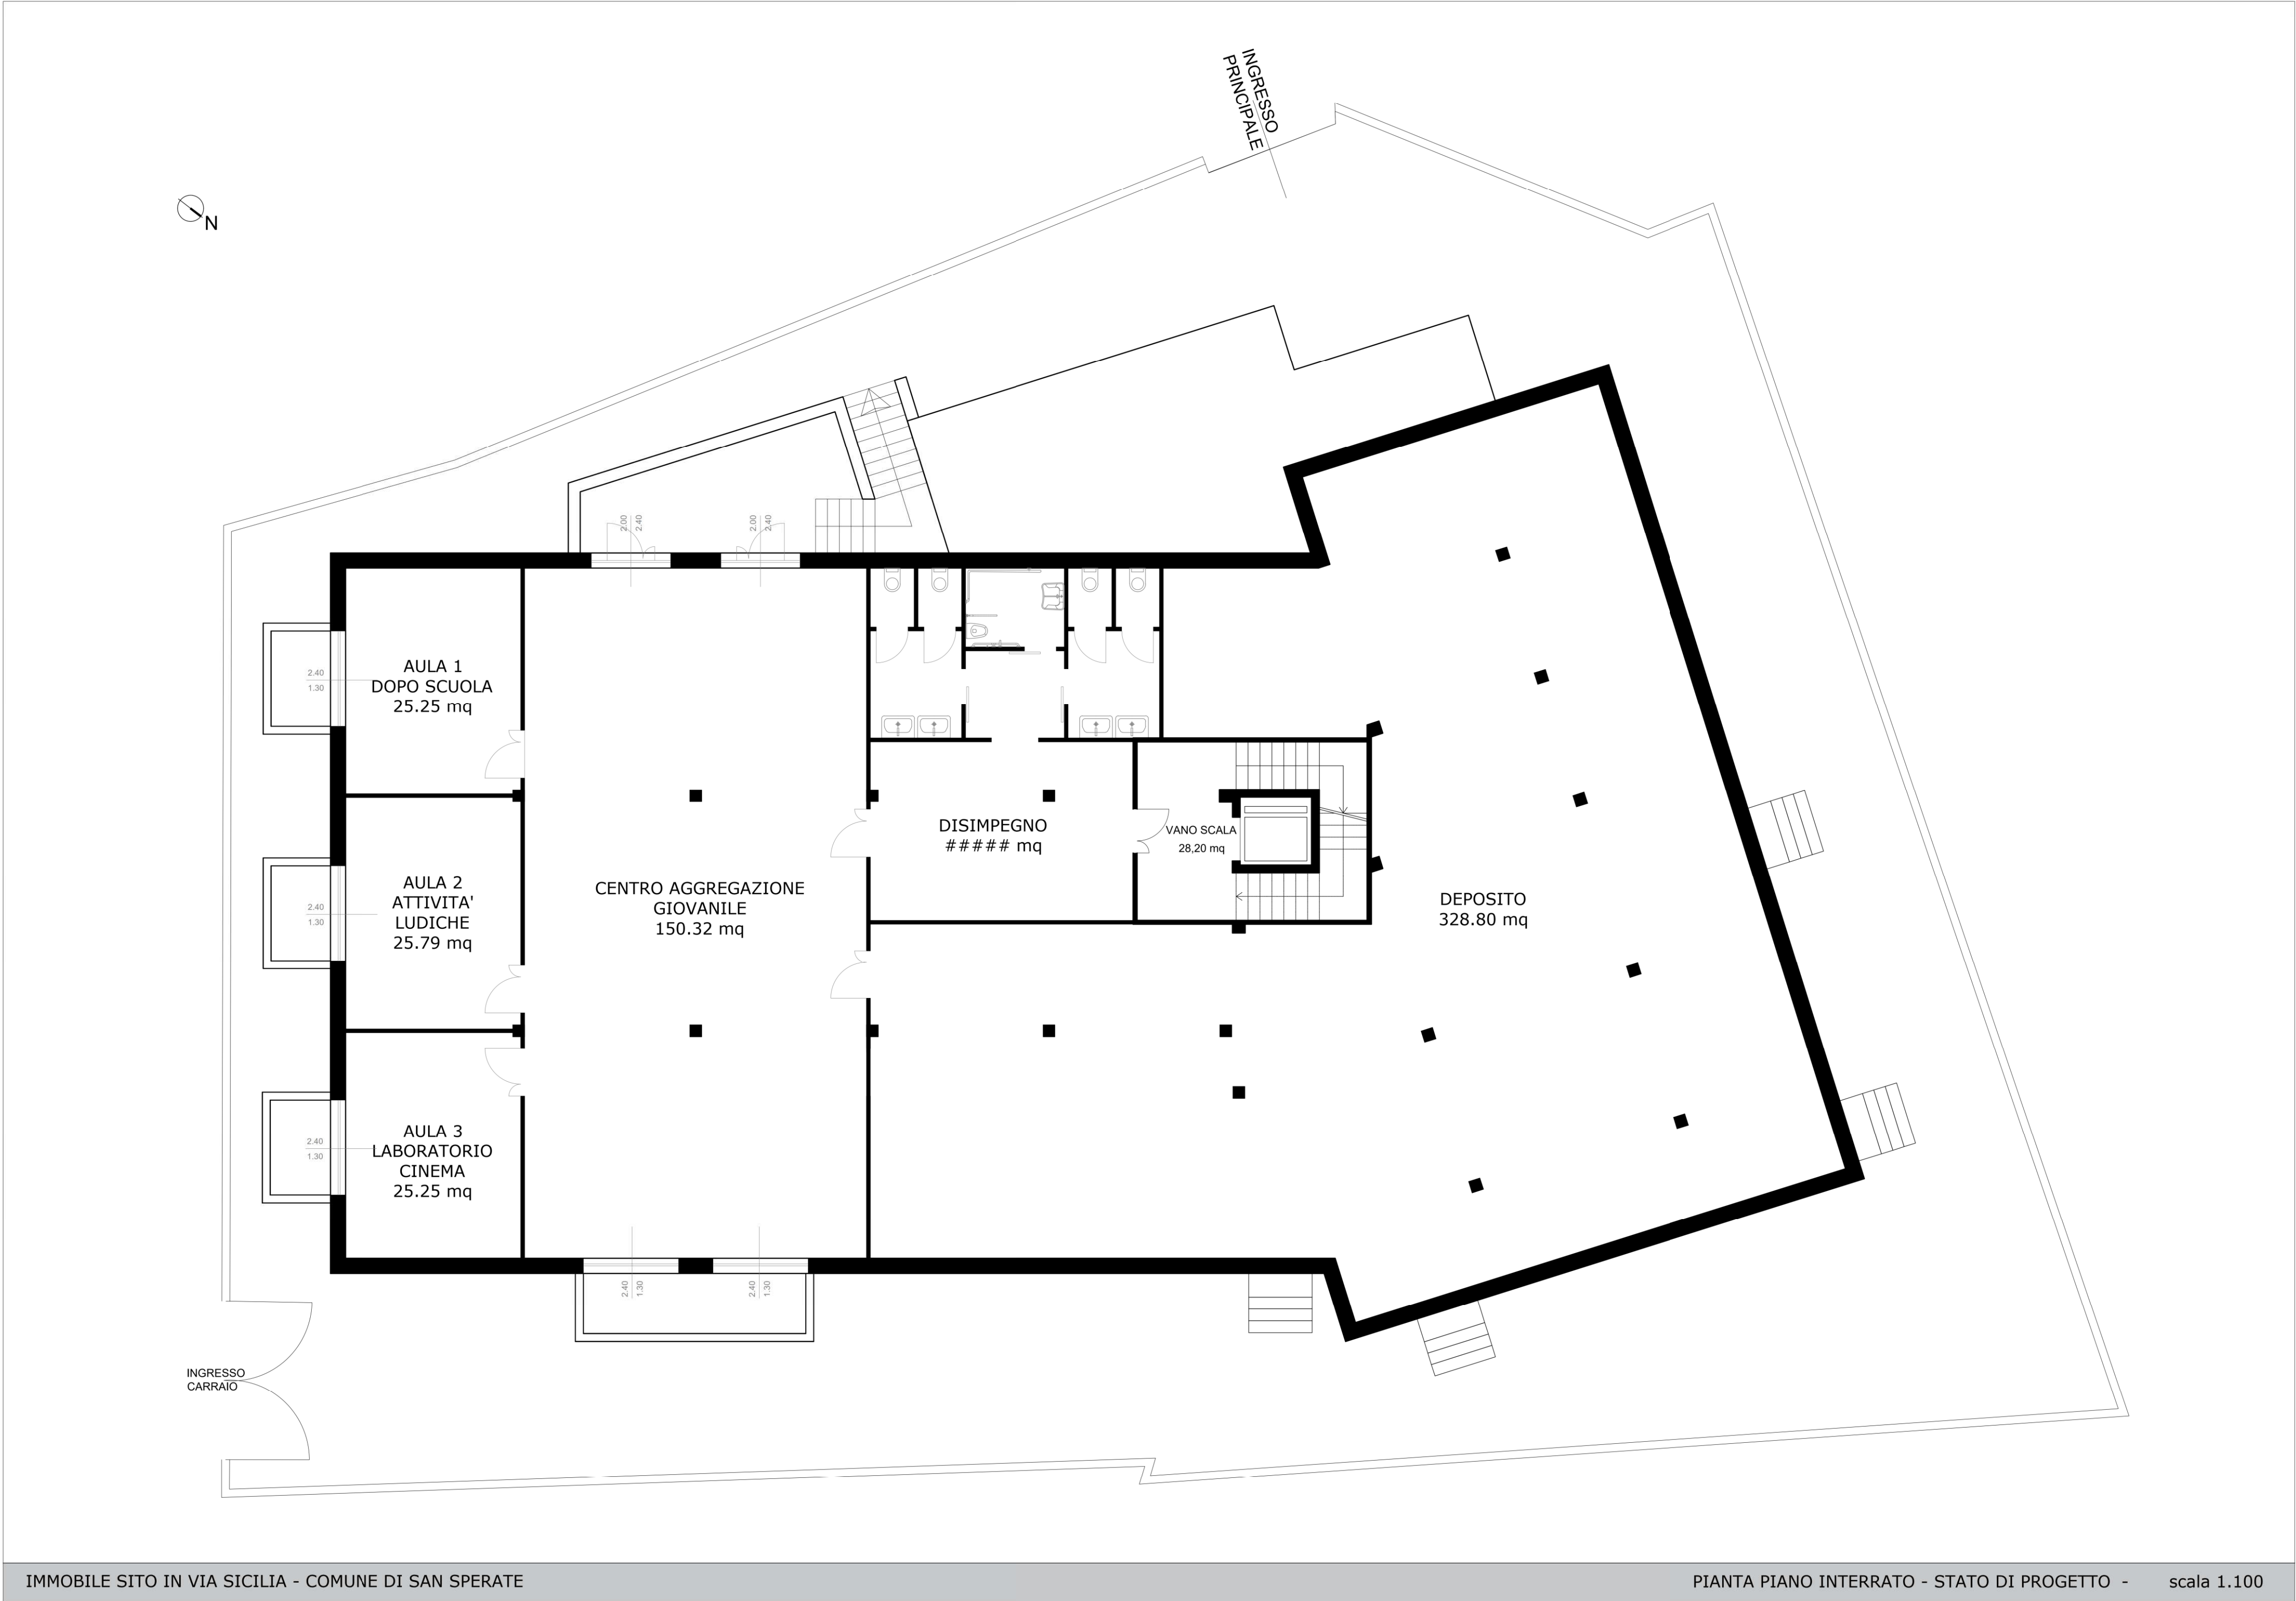 INGRESSO
PRINCIPALE
N
2.00
2.40
2.00
2.40
AULA 1
DOPO SCUOLA
25.25 mq
2.40
1.30
DISIMPEGNO
##### mq
VANO SCALA
28,20 mq
AULA 2
ATTIVITA'
LUDICHE
25.79 mq
2.40
1.30
CENTRO AGGREGAZIONE
GIOVANILE
150.32 mq
DEPOSITO
328.80 mq
AULA 3
LABORATORIO
CINEMA
25.25 mq
2.40
1.30
2.40
1.30
2.40
1.30
INGRESSO
CARRAIO
IMMOBILE SITO IN VIA SICILIA - COMUNE DI SAN SPERATE
PIANTA PIANO INTERRATO - STATO DI PROGETTO - scala 1.100